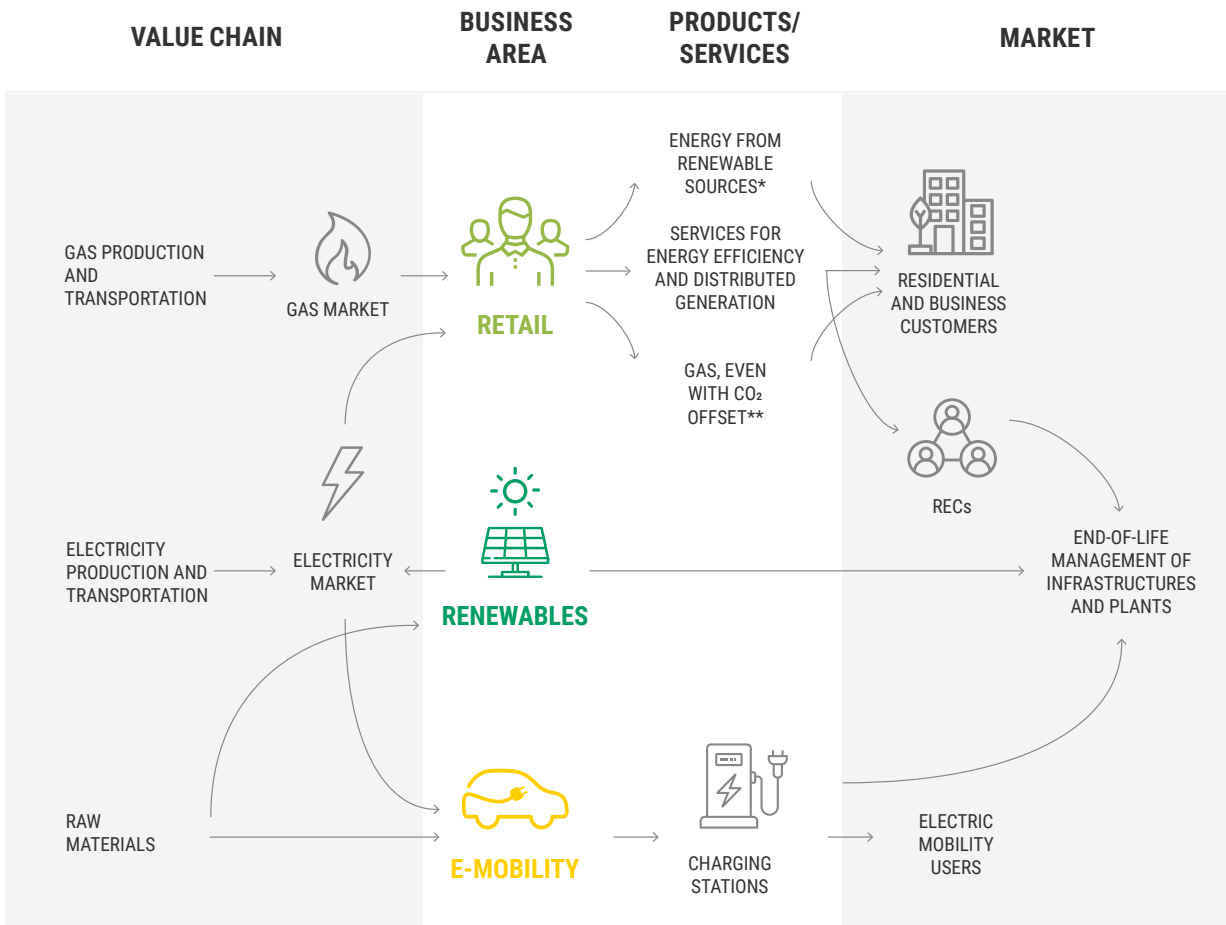 VALUE CHAIN
BUSINESS
AREA
PRODUCTS/
SERVICES
MARKET
GAS PRODUCTION
AND
TRANSPORTATION
GAS MARKET
RETAIL
ENERGY FROM
RENEWABLE
SOURCES*
SERVICES FOR
ENERGY EFFICIENCY
AND DISTRIBUTED
GENERATION
GAS, EVEN
WITH CO₂
OFFSET**
RESIDENTIAL
AND BUSINESS
CUSTOMERS
RECs
ELECTRICITY
PRODUCTION AND
TRANSPORTATION
ELECTRICITY
MARKET
RENEWABLES
END-OF-LIFE
MANAGEMENT OF
INFRASTRUCTURES
AND PLANTS
RAW
MATERIALS
E-MOBILITY
CHARGING
STATIONS
ELECTRIC
MOBILITY
USERS